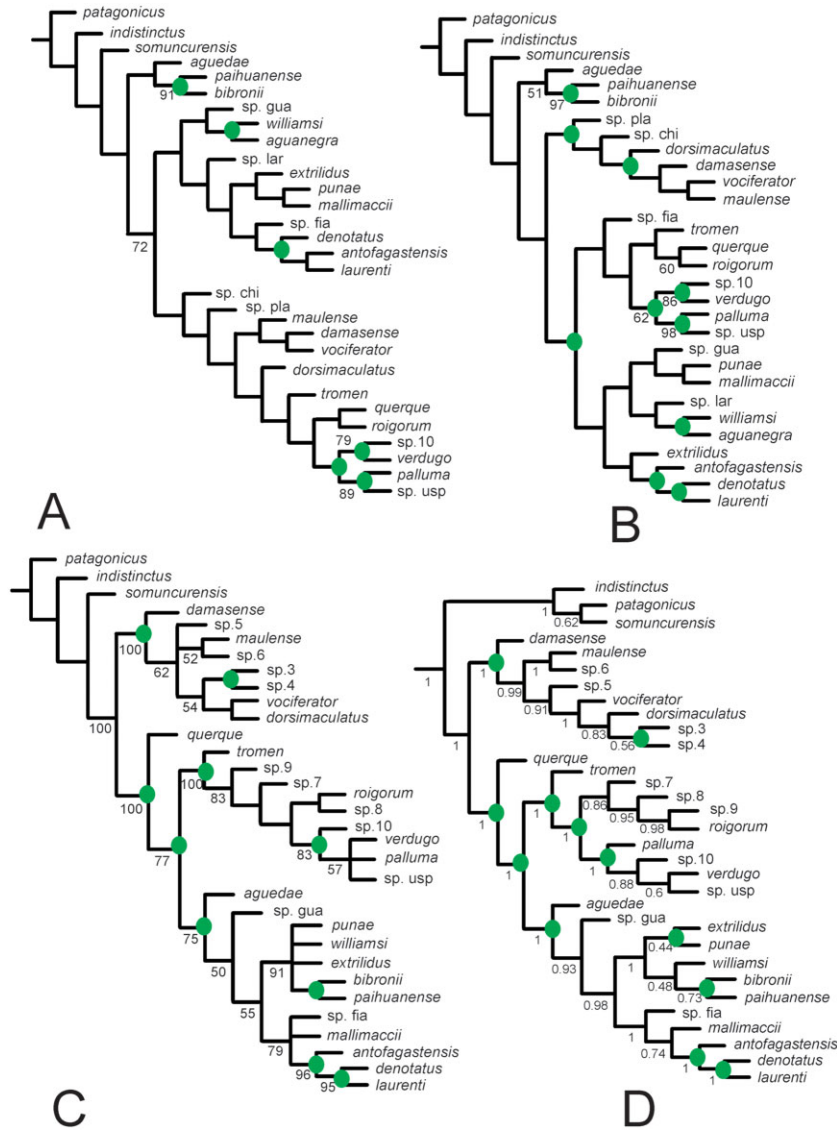 patagonicus
indistinctus
somuncurensis
aguedae
paihuanense
91
bibronii
sp. gua
williamsi
aguanegra
sp. lar
extrilidus
punae
mallimaccii
sp. fia
72
denotatus
antofagastensis
laurenti
sp. chi
sp. pla
maulense
damasense
vociferator
dorsimaculatus
tromen
querque
roigorum
79
sp.10
verdugo
palluma
89
sp. usp
A
patagonicus
indistinctus
somuncurensis
aguedae
51
paihuanense
97
bibronii
sp. pla
sp. chi
dorsimaculatus
damasense
vociferator
maulense
sp. fia
tromen
querque
60
roigorum
sp.10
86
verdugo
62
palluma
98
sp. usp
sp. gua
punae
mallimaccii
sp. lar
williamsi
aguanegra
extrilidus
antofagastensis
denotatus
laurenti
B
patagonicus
indistinctus
somuncurensis
damasense
100
sp.5
52
maulense
62
sp.6
sp.3
54
sp.4
vociferator
100
dorsimaculatus
querque
tromen
100
sp.9
100
83
sp.7
roigorum
sp.8
sp.10
77
83
verdugo
57
palluma
sp. usp
aguedae
75
sp. gua
50
punae
williamsi
91
extrilidus
bibronii
55
paihuanense
sp. fia
79
mallimaccii
96
antofagastensis
95
denotatus
laurenti
C
indistinctus
1
patagonicus
0.62
somuncurensis
damasense
1
1
maulense
0.99
1
sp.6
0.91
sp.5
1
vociferator
0.83
dorsimaculatus
0.56
sp.3
sp.4
1
querque
tromen
1
1
1
0.86
sp.7
0.95
sp.8
0.98
sp.9
roigorum
1
palluma
1
0.88
sp.10
0.6
verdugo
sp. usp
aguedae
1
sp. gua
0.93
extrilidus
0.44
punae
1
williamsi
0.48
bibronii
0.98
0.73
paihuanense
sp. fia
1
mallimaccii
0.74
antofagastensis
1
denotatus
1
laurenti
D